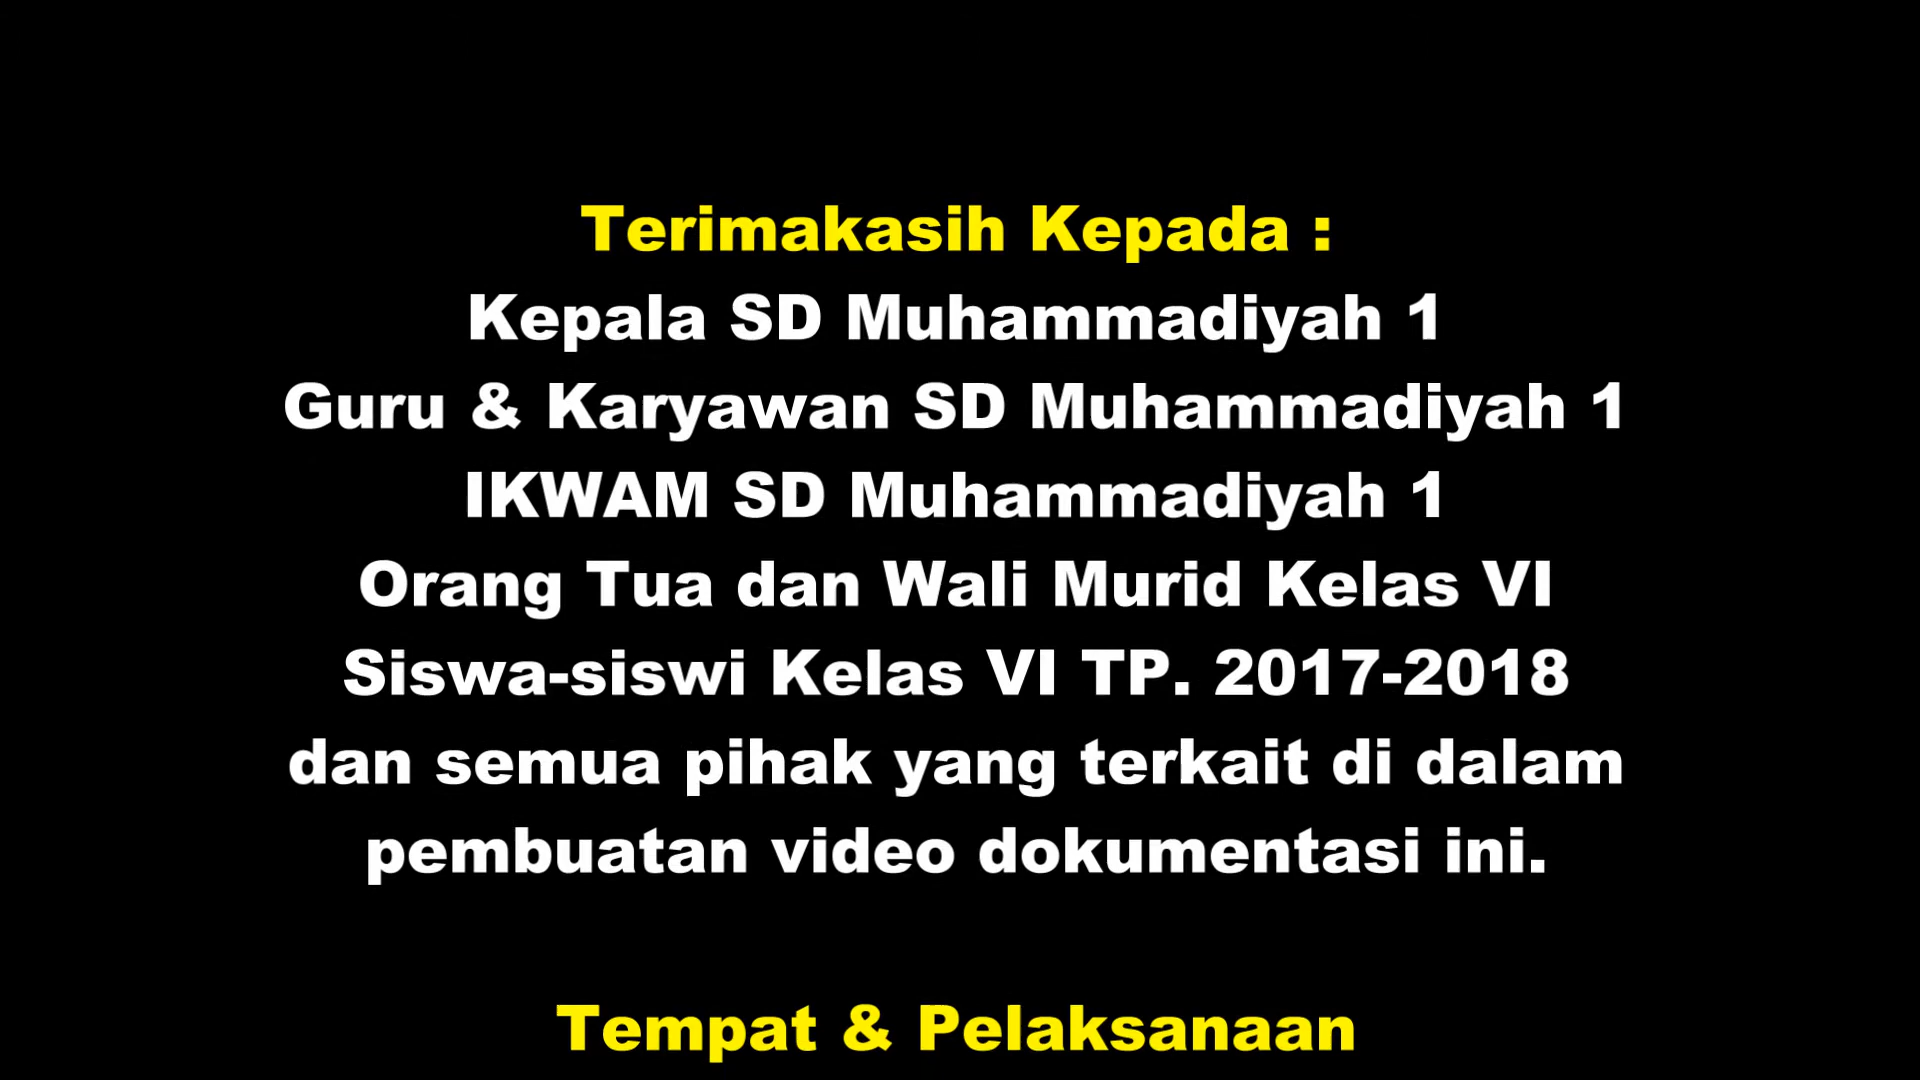 Terimakasih Kepada :
Kepala SD Muhammadiyah 1
Guru & Karyawan SD Muhammadiyah 1
IKWAM SD Muhammadiyah 1
Orang Tua dan Wali Murid Kelas VI
Siswa-siswi Kelas VI TP. 2017-2018
dan semua pihak yang terkait di dalam
pembuatan video dokumentasi ini.
Tempat & Pelaksanaan